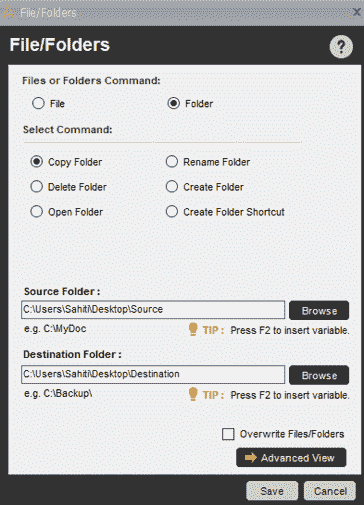 File/Folders
File/Folders
?
Files or Folders Command:
File Folder
Select Command:
Copy Folder Rename Folder
Delete Folder Create Folder
Open Folder Create Folder Shortcut
Source Folder :
C:\Users\Sahiti\Desktop\Source Browse
e.g. C:\MyDoc TIP : Press F2 to insert variable.
Destination Folder :
C:\Users\Sahiti\Desktop\Destination Browse
e.g. C:\Backup\ TIP : Press F2 to insert variable.
Overwrite Files/Folders
Advanced View
Save Cancel